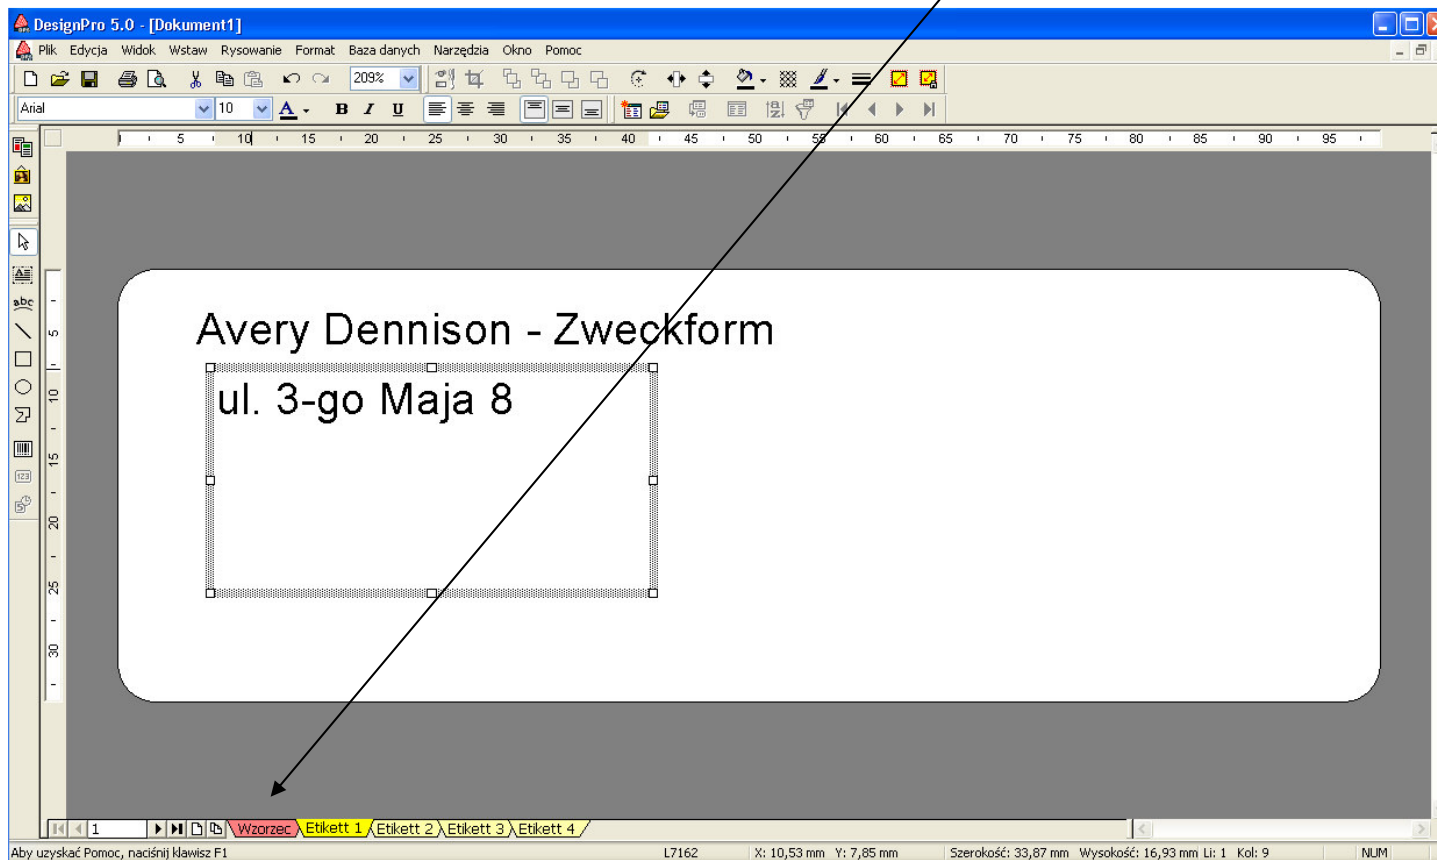 DesignPro 5.0 - [Dokument1]
Plik Edycja Widok Wstaw Rysowanie Format Baza danych Narzędzia Okno Pomoc
209%
Arial 10 A B I U
5 10 15 20 25 30 35 40 45 50 55 60 65 70 75 80 85 90 95
abc
123
5 10 15 20 25 30
Avery Dennison - Zweckform
ul. 3-go Maja 8
1 Wzorzec Etikett 1 Etikett 2 Etikett 3 Etikett 4
Aby uzyskać Pomoc, naciśnij klawisz F1 L7162 X: 10,53 mm Y: 7,85 mm Szerokość: 33,87 mm Wysokość: 16,93 mm Li: 1 Kol: 9 NUM